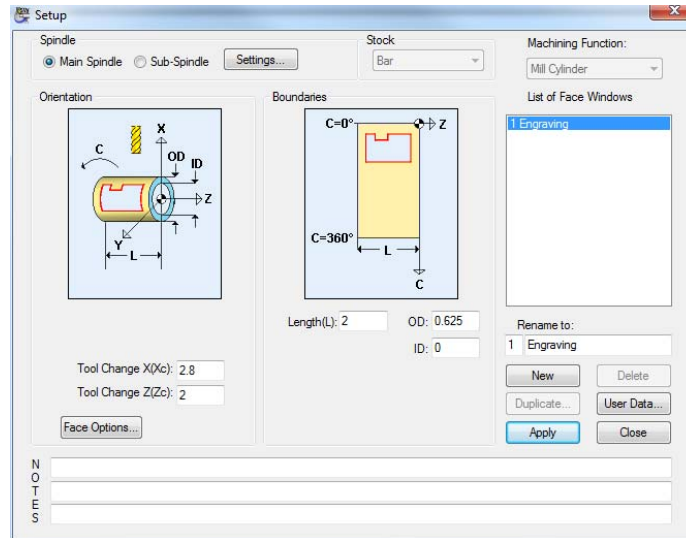 Setup
Spindle
Main Spindle
Sub-Spindle
Settings...
Stock
Bar
Machining Function:
Mill Cylinder
Orientation
X
C
OD
ID
Z
Y
L
Boundaries
C=0°
Z
C=360°
L
C
List of Face Windows
1 Engraving
Length(L): 2
OD: 0.625
ID: 0
Tool Change X(Xc): 2.8
Tool Change Z(Zc): 2
Face Options...
Rename to:
1 Engraving
New
Delete
Duplicate...
User Data...
Apply
Close
NOTES